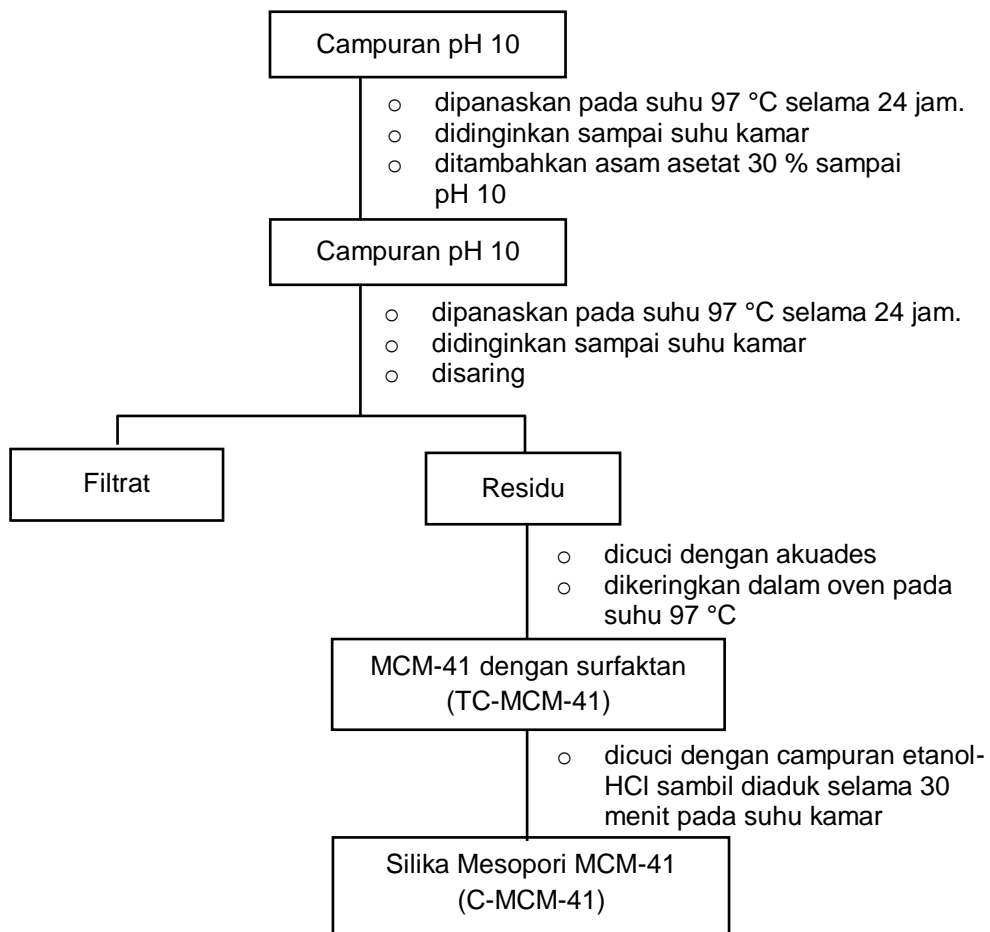 Campuran pH 10
o dipanaskan pada suhu 97 °C selama 24 jam.
o didinginkan sampai suhu kamar
o ditambahkan asam asetat 30 % sampai
pH 10
Campuran pH 10
o dipanaskan pada suhu 97 °C selama 24 jam.
o didinginkan sampai suhu kamar
o disaring
Filtrat
Residu
o dicuci dengan akuades
o dikeringkan dalam oven pada
suhu 97 °C
MCM-41 dengan surfaktan
(TC-MCM-41)
o dicuci dengan campuran etanol-
HCl sambil diaduk selama 30
menit pada suhu kamar
Silika Mesopori MCM-41
(C-MCM-41)